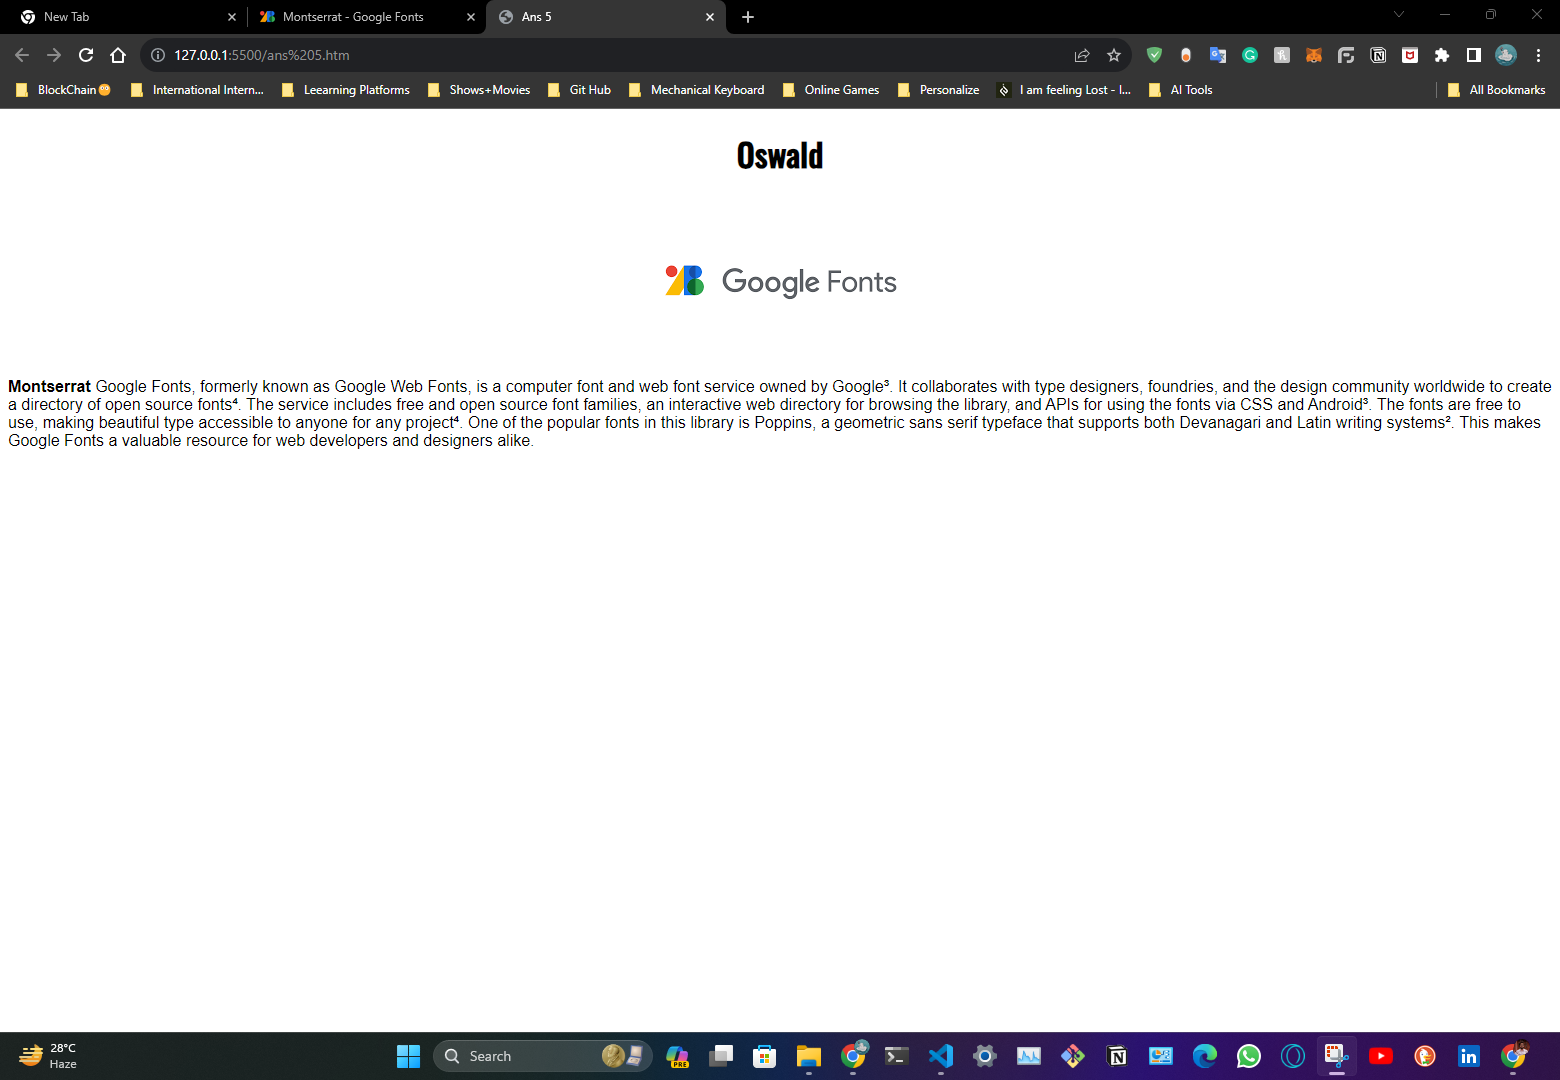 New Tab
Montserrat - Google Fonts
Ans 5
127.0.0.1:5500/ans%205.htm
BlockChain
International Intern...
Leearning Platforms
Shows+Movies
Git Hub
Mechanical Keyboard
Online Games
Personalize
I am feeling Lost - I...
AI Tools
All Bookmarks
Oswald
Google Fonts
Montserrat Google Fonts, formerly known as Google Web Fonts, is a computer font and web font service owned by Google³. It collaborates with type designers, foundries, and the design community worldwide to create
a directory of open source fonts⁴. The service includes free and open source font families, an interactive web directory for browsing the library, and APIs for using the fonts via CSS and Android³. The fonts are free to
use, making beautiful type accessible to anyone for any project⁴. One of the popular fonts in this library is Poppins, a geometric sans serif typeface that supports both Devanagari and Latin writing systems². This makes
Google Fonts a valuable resource for web developers and designers alike.
28°C
Haze
Search
PRE